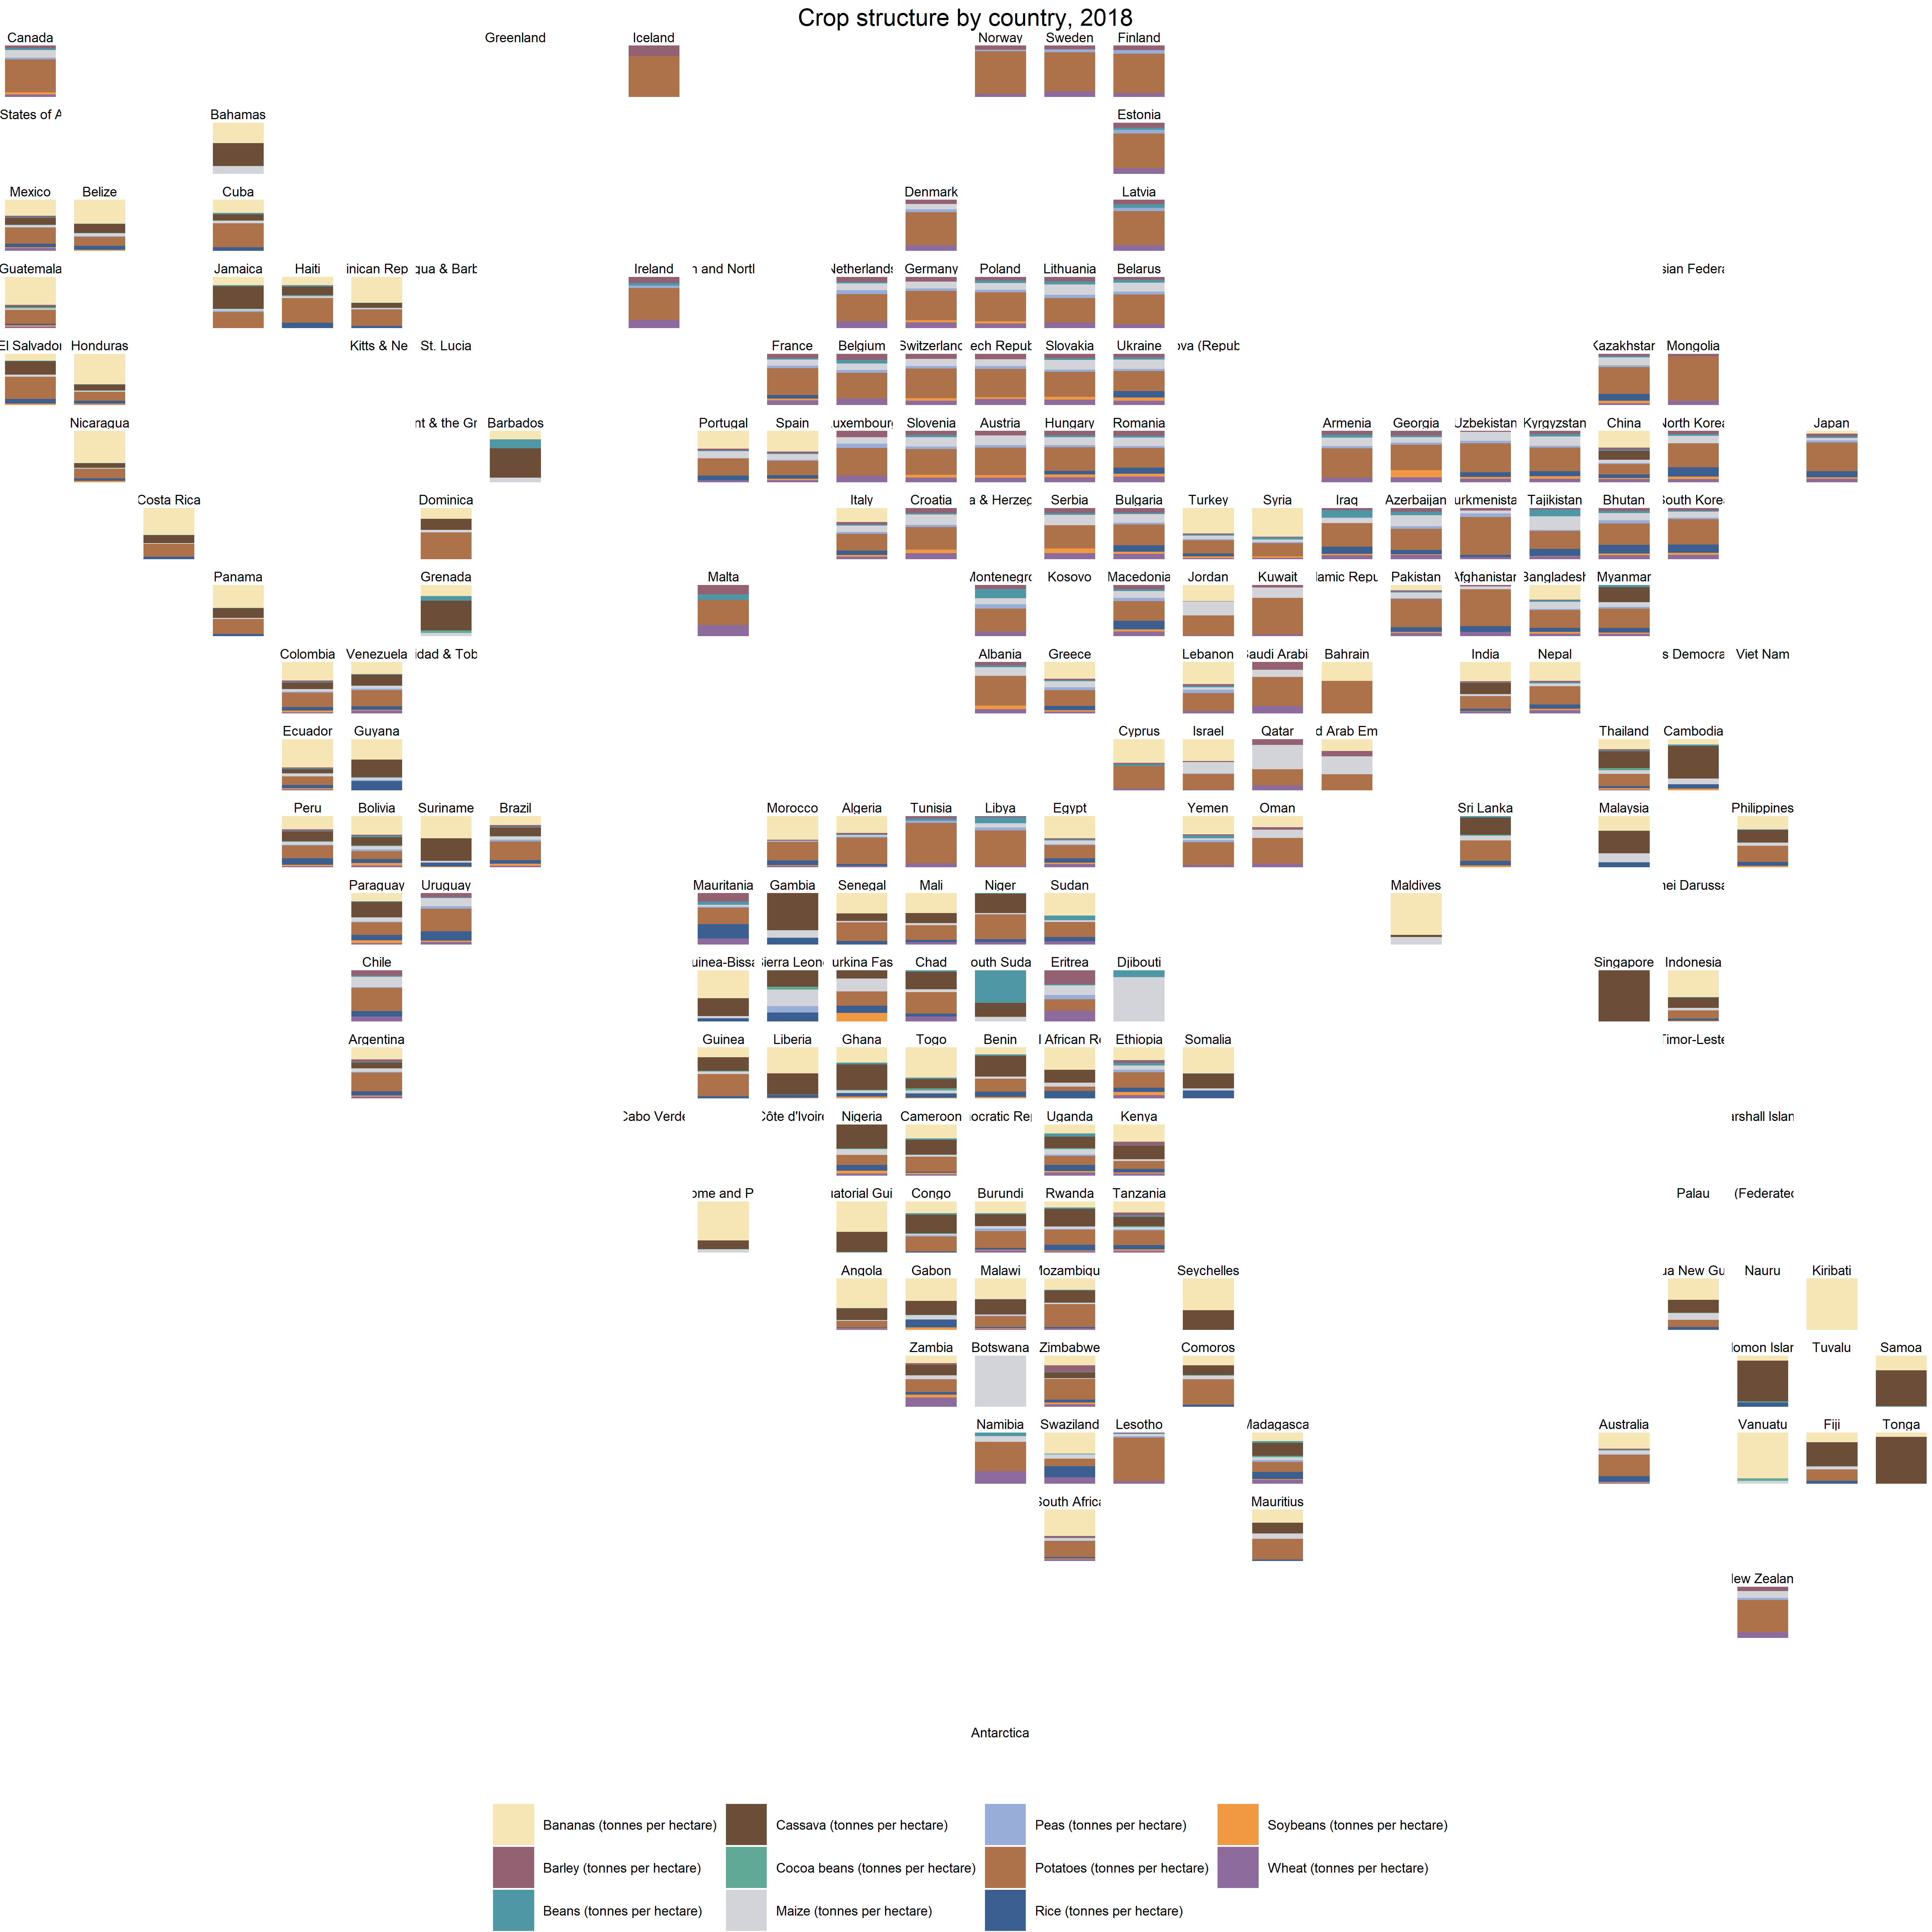 Crop structure by country, 2018
Canada Greenland Iceland Norway Sweden Finland
States of A Bahamas Estonia
Mexico Belize Cuba Denmark Latvia
Guatemala Jamaica Haiti inican Rep gua & Barb Ireland n and North Netherlands Germany Poland Lithuania Belarus sian Federa
El Salvador Honduras Kitts & Ne St. Lucia France Belgium Switzerland ech Repub Slovakia Ukraine ova (Repub Kazakhstan Mongolia
Nicaragua nt & the Gr Barbados Portugal Spain Luxembourg Slovenia Austria Hungary Romania Armenia Georgia Uzbekistan Kyrgyzstan China North Korea Japan
Costa Rica Dominica Italy Croatia a & Herzeg Serbia Bulgaria Turkey Syria Iraq Azerbaijan urkmenista Tajikistan Bhutan South Korea
Panama Grenada Malta Montenegro Kosovo Macedonia Jordan Kuwait lamic Repu Pakistan Afghanistan Bangladesh Myanmar
Colombia Venezuela idad & Tob Albania Greece Lebanon Saudi Arabi Bahrain India Nepal s Democra Viet Nam
Ecuador Guyana Cyprus Israel Qatar d Arab Em Thailand Cambodia
Peru Bolivia Suriname Brazil Morocco Algeria Tunisia Libya Egypt Yemen Oman Sri Lanka Malaysia Philippines
Paraguay Uruguay Mauritania Gambia Senegal Mali Niger Sudan Maldives nei Darussa
Chile uinea-Bissa Sierra Leone Burkina Fas Chad outh Suda Eritrea Djibouti Singapore Indonesia
Argentina Guinea Liberia Ghana Togo Benin l African Re Ethiopia Somalia Timor-Leste
Cabo Verde Côte d'Ivoire Nigeria Cameroon nocratic Rep Uganda Kenya arshall Islan
ome and P uatorial Gui Congo Burundi Rwanda Tanzania Palau (Federated
Angola Gabon Malawi Mozambiqu Seychelles ua New Gu Nauru Kiribati
Zambia Botswana Zimbabwe Comoros lomon Islan Tuvalu Samoa
Namibia Swaziland Lesotho Madagasca Australia Vanuatu Fiji Tonga
South Africa Mauritius
New Zealan
Antarctica
Bananas (tonnes per hectare) Cassava (tonnes per hectare) Peas (tonnes per hectare) Soybeans (tonnes per hectare)
Barley (tonnes per hectare) Cocoa beans (tonnes per hectare) Potatoes (tonnes per hectare) Wheat (tonnes per hectare)
Beans (tonnes per hectare) Maize (tonnes per hectare) Rice (tonnes per hectare)